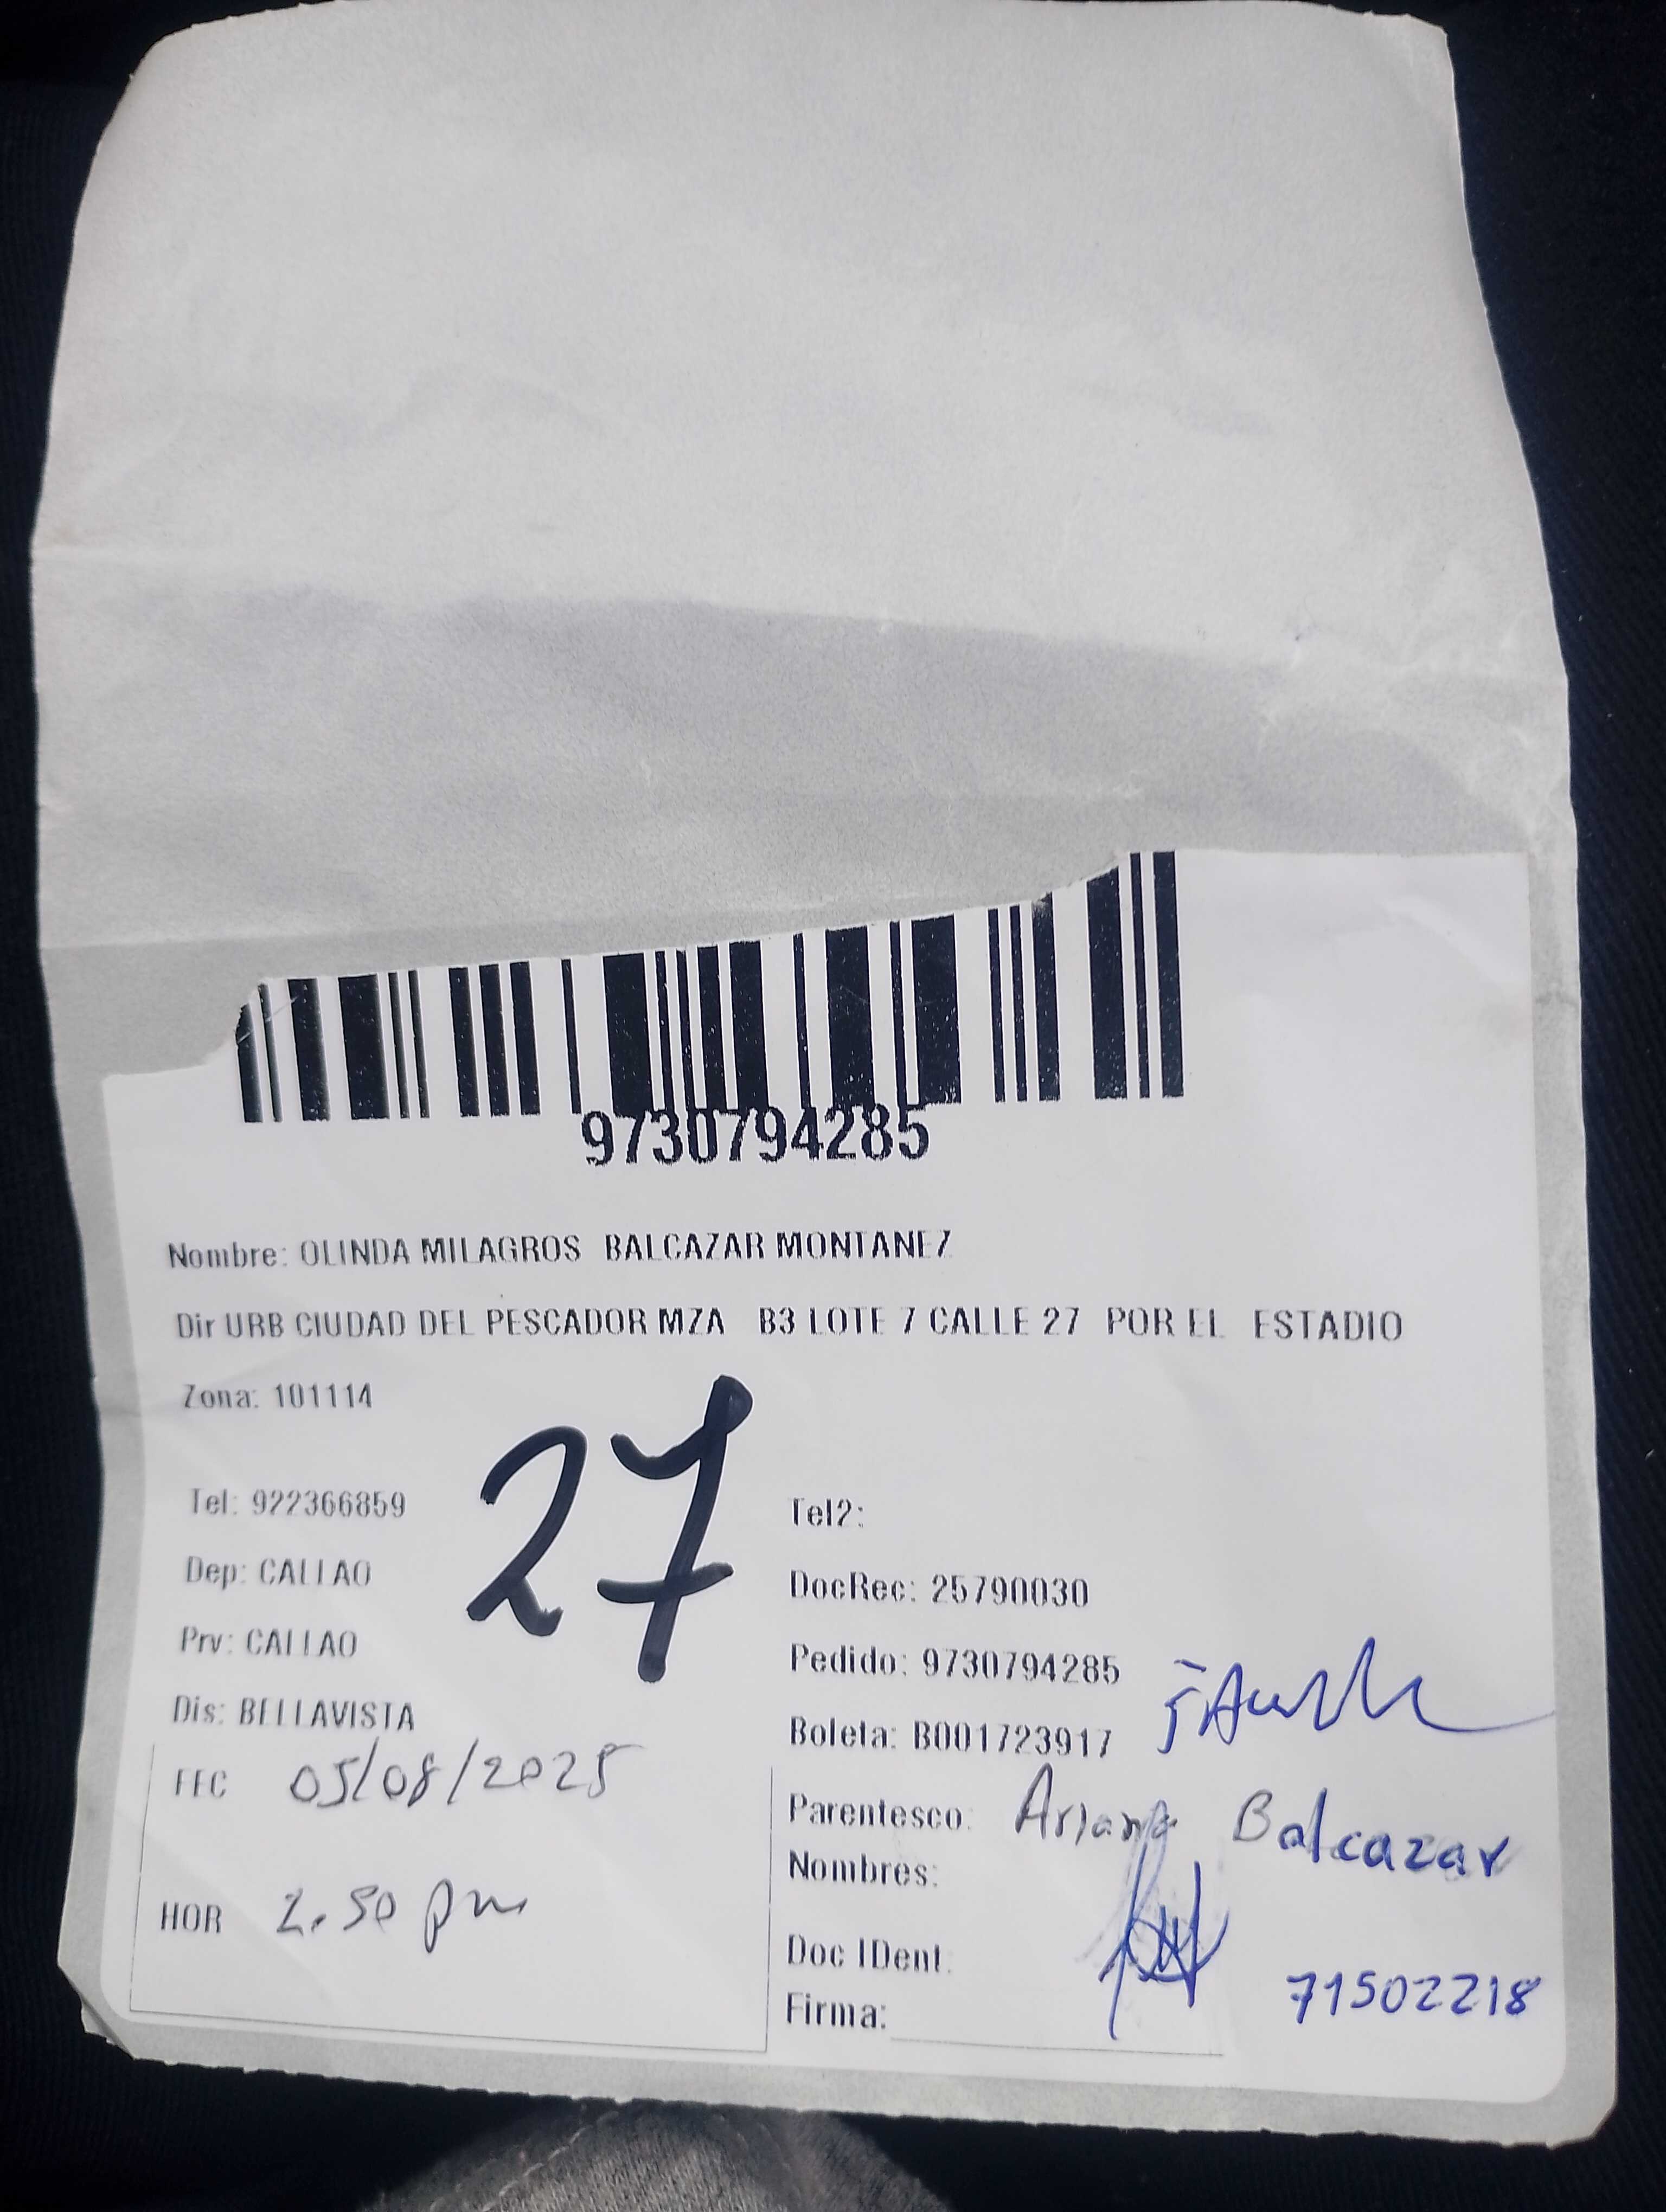 9730794285
Nombre: OLINDA MILAGROS BALCAZAR MONTANEZ
Dir URB CIUDAD DEL PESCADOR MZA B3 LOTE 7 CALLE 27 POR EL ESTADIO
Zona: 101114
27
Tel: 922366859
Tel2:
Dep: CALLAO
DocRec: 25790030
Prv: CALLAO
Pedido: 9730794285
Dis: BELLAVISTA
Boleta: B001723917
FEC 05/08/2025
Parentesco: Ariana Balcazar
Nombres:
HOR 2.50 pm
Doc IDent:
71502218
Firma: